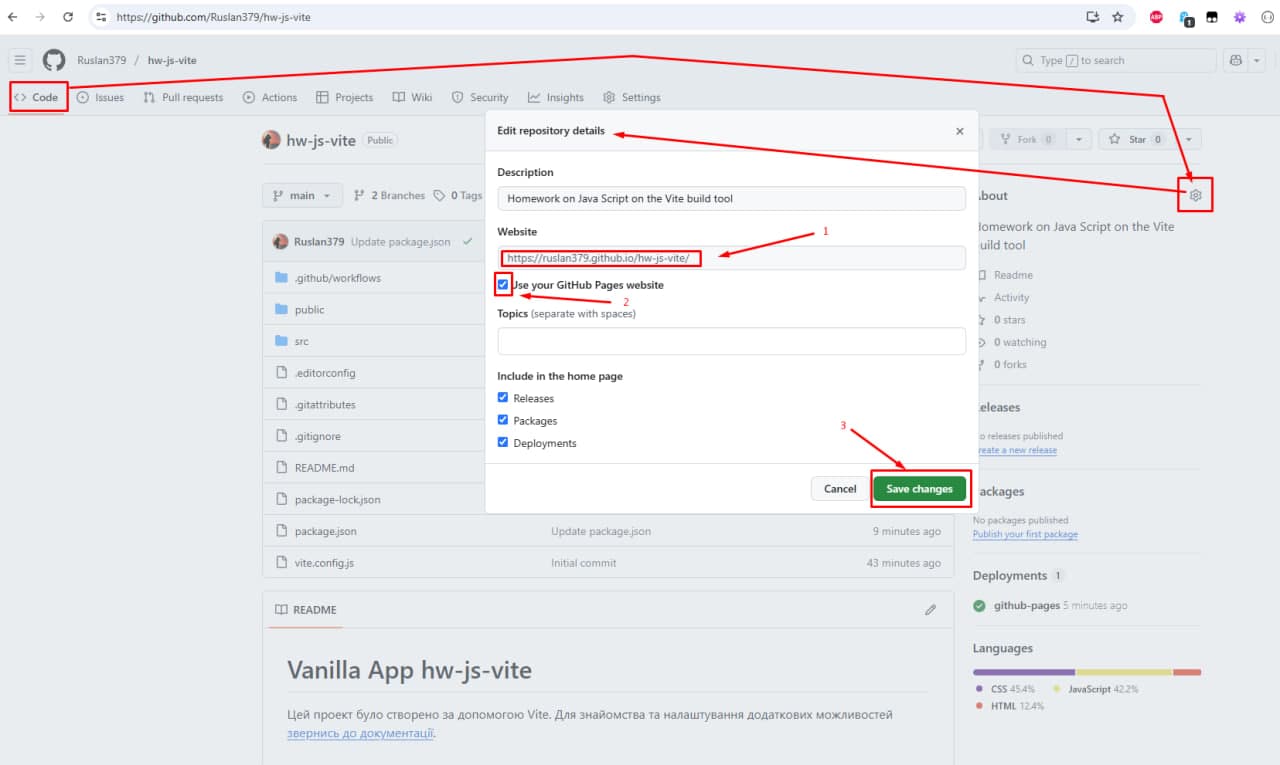 https://github.com/Ruslan379/hw-js-vite
ABP
1
Ruslan379 / hw-js-vite
Type / to search
Code
Issues
Pull requests
Actions
Projects
Wiki
Security
Insights
Settings
hw-js-vite
Public
Fork 0
Star 0
main
2 Branches
0 Tags
Ruslan379 Update package.json
.github/workflows
public
src
.editorconfig
.gitattributes
.gitignore
README.md
package-lock.json
package.json Update package.json 9 minutes ago
vite.config.js Initial commit 43 minutes ago
Edit repository details
Description
Homework on Java Script on the Vite build tool
Website
1
https://ruslan379.github.io/hw-js-vite/
Use your GitHub Pages website
2
Topics (separate with spaces)
Include in the home page
Releases
Packages
Deployments
3
Cancel
Save changes
README
Vanilla App hw-js-vite
Цей проект було створено за допомогою Vite. Для знайомства та налаштування додаткових можливостей
звернись до документації.
bout
omework on Java Script on the Vite
uild tool
Readme
Activity
0 stars
0 watching
0 forks
eleases
o releases published
reate a new release
ackages
No packages published
Publish your first package
Deployments 1
github-pages 5 minutes ago
Languages
CSS 45.4%
JavaScript 42.2%
HTML 12.4%